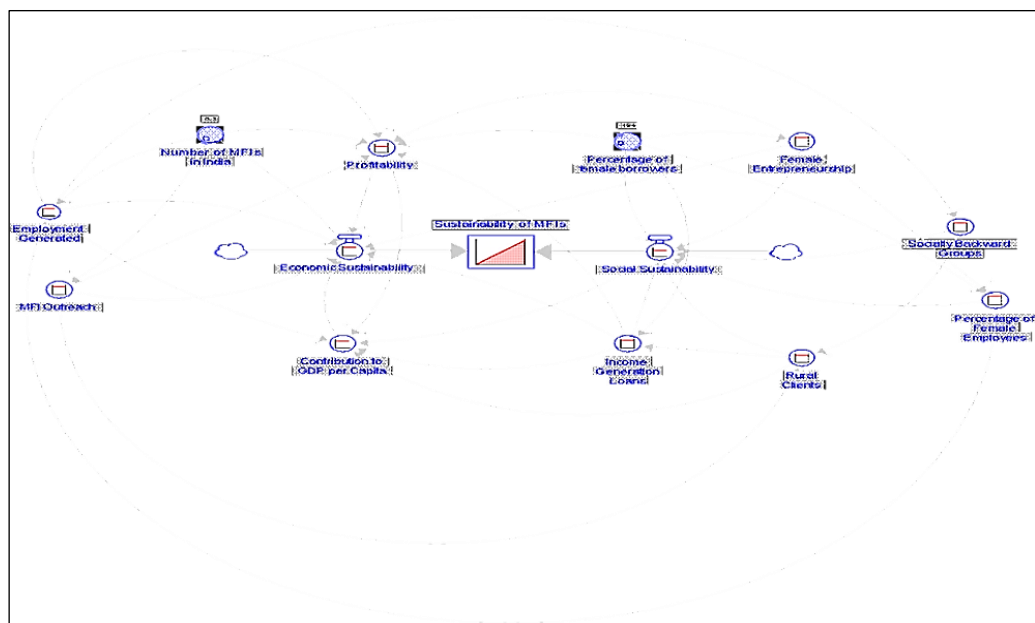 Number of MFIs
in India
Profitability
Percentage of
female borrowers
Female
Entrepreneurship
Employment
Generated
Sustainability of MFIs
Socially Backward
Groups
Economic Sustainability
Social Sustainability
MFI Outreach
Percentage of
Female
Employees
Contribution to
GDP per Capita
Income
Generation
Loans
Rural
Clients